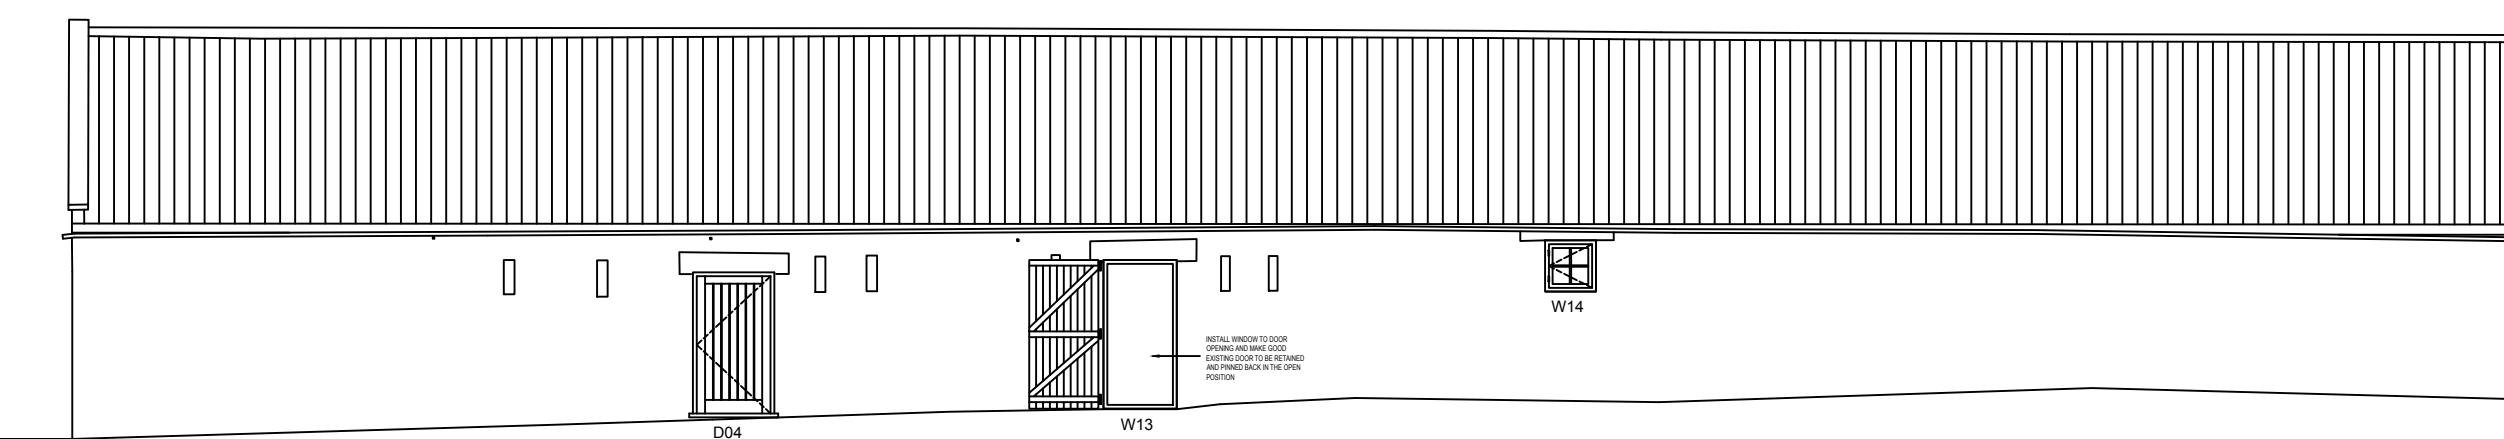 W14
INSTALL WINDOW TO DOOR
OPENING AND MAKE GOOD
EXISTING DOOR TO BE RETAINED
AND PINNED BACK IN THE OPEN
POSITION
W13
D04